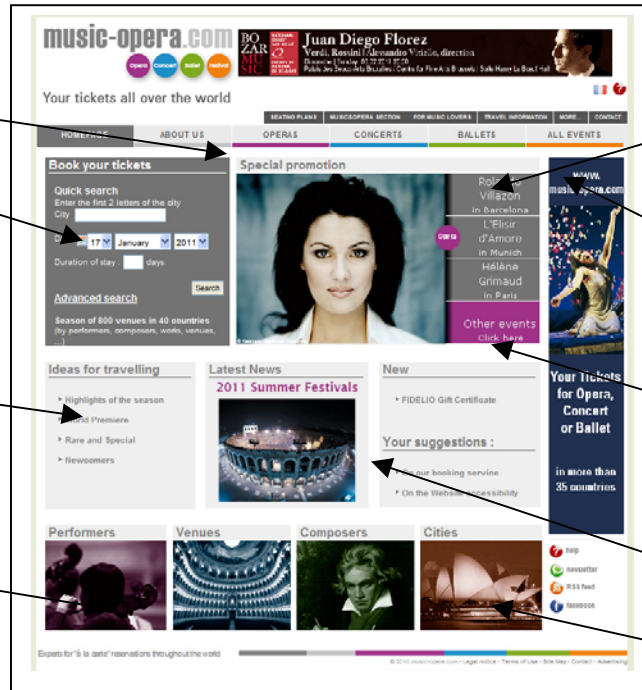 music-opera.com
Opera Concert Ballet Festival
BO
ZAR
MU
SIC
Juan Diego Florez
Verdi, Rossini | Alessandro Vitiello, direction
Your tickets all over the world
SEATING PLANS MUSIC&OPERA SECTION FOR MUSIC LOVERS TRAVEL INFORMATION MORE... CONTACT
HOMEPAGE ABOUT US OPERAS CONCERTS BALLETS ALL EVENTS
Book your tickets
Quick search
Enter the first 2 letters of the city
City
17 January 2011
Duration of stay : days.
Search
Advanced search
Season of 800 venues in 40 countries
(by performers, composers, works, venues,
...)
Special promotion
Opera
Villazon
in Barcelona
L'Elisir
d'Amore
in Munich
Hélène
Grimaud
in Paris
Other events
Click here
www.
music-opera.com
Your Tickets
for Opera,
Concert
or Ballet
in more than
35 countries
Ideas for travelling
Highlights of the season
World Premiere
Rare and Special
Newcomers
Latest News
2011 Summer Festivals
New
FIDELIO Gift Certificate
Your suggestions :
On our booking service
On the Website accessibility
Performers
Venues
Composers
Cities
help
newsletter
RSS feed
facebook
Experts for "à la carte" reservations throughout the world
© 2010 music-opera.com - Legal notice - Terms of Use - Site Map - Contact - Advertising